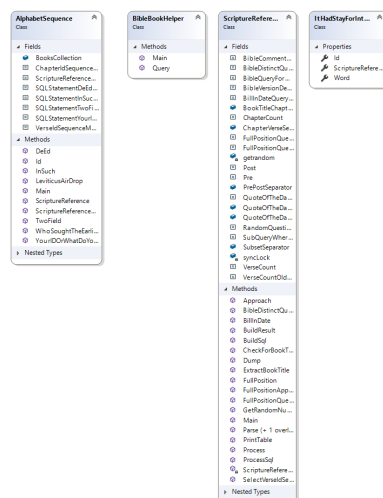 AlphabetSequence
Class
Fields
BooksCollection
ChapterIdSequence...
ScriptureReference...
SQLStatementDeEd...
SQLStatementInSuc...
SQLStatementTwoFi...
SQLStatementYourI...
VerseIdSequenceM...
Methods
DeEd
Id
InSuch
LeviticusAirDrop
Main
ScriptureReference
ScriptureReference...
TwoField
WhoSoughtTheEarli...
YourIDOrWhatDoYo...
Nested Types
BibleBookHelper
Class
Methods
Main
Query
ScriptureRefere...
Class
Fields
BibleComment...
BibleDistinctQu...
BibleQueryFor...
BibleVersionDe...
BillInDateQuery...
BookTitleChapt...
ChapterCount
ChapterVerseSe...
FullPositionQue...
FullPositionQue...
getrandom
Post
Pre
PrePostSeparator
QuoteOfTheDa...
QuoteOfTheDa...
QuoteOfTheDa...
RandomQuesti...
SubQueryWher...
SubsetSeparator
syncLock
VerseCount
VerseCountOld...
Methods
Approach
BibleDistinctQu...
BillInDate
BuildResult
BuildSql
CheckForBookT...
Dump
ExtractBookTitle
FullPosition
FullPositionApp...
FullPositionQue...
GetRandomNu...
Main
Parse (+ 1 overl...
PrintTable
Process
ProcessSql
ScriptureRefere...
SelectVerseIdSe...
Nested Types
ItHadStayForInt...
Class
Properties
Id
ScriptureRefere...
Word